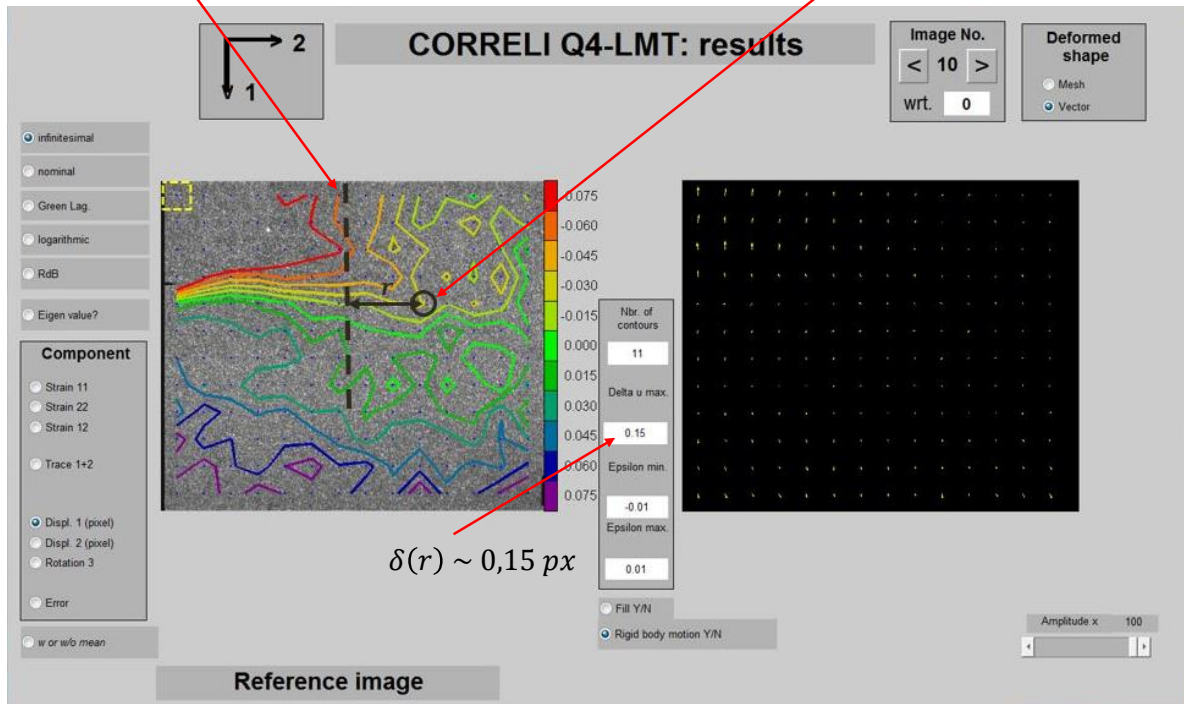 2
1
CORRELI Q4-LMT: results
Image No.
< 10 >
wrt. 0
Deformed
shape
Mesh
Vector
infinitesimal
nominal
Green Lag.
logarithmic
RdB
Eigen value?
Component
Strain 11
Strain 22
Strain 12
Trace 1+2
Displ. 1 (pixel)
Displ. 2 (pixel)
Rotation 3
Error
w or w/o mean
r
-0.075
-0.060
-0.045
-0.030
-0.015
0.000
0.015
0.030
0.045
0.060
0.075
Nbr. of
contours
11
Delta u max.
0.15
Epsilon min.
-0.01
Epsilon max.
0.01
δ(r) ~ 0,15 px
Fill Y/N
Rigid body motion Y/N
Amplitude x 100
Reference image